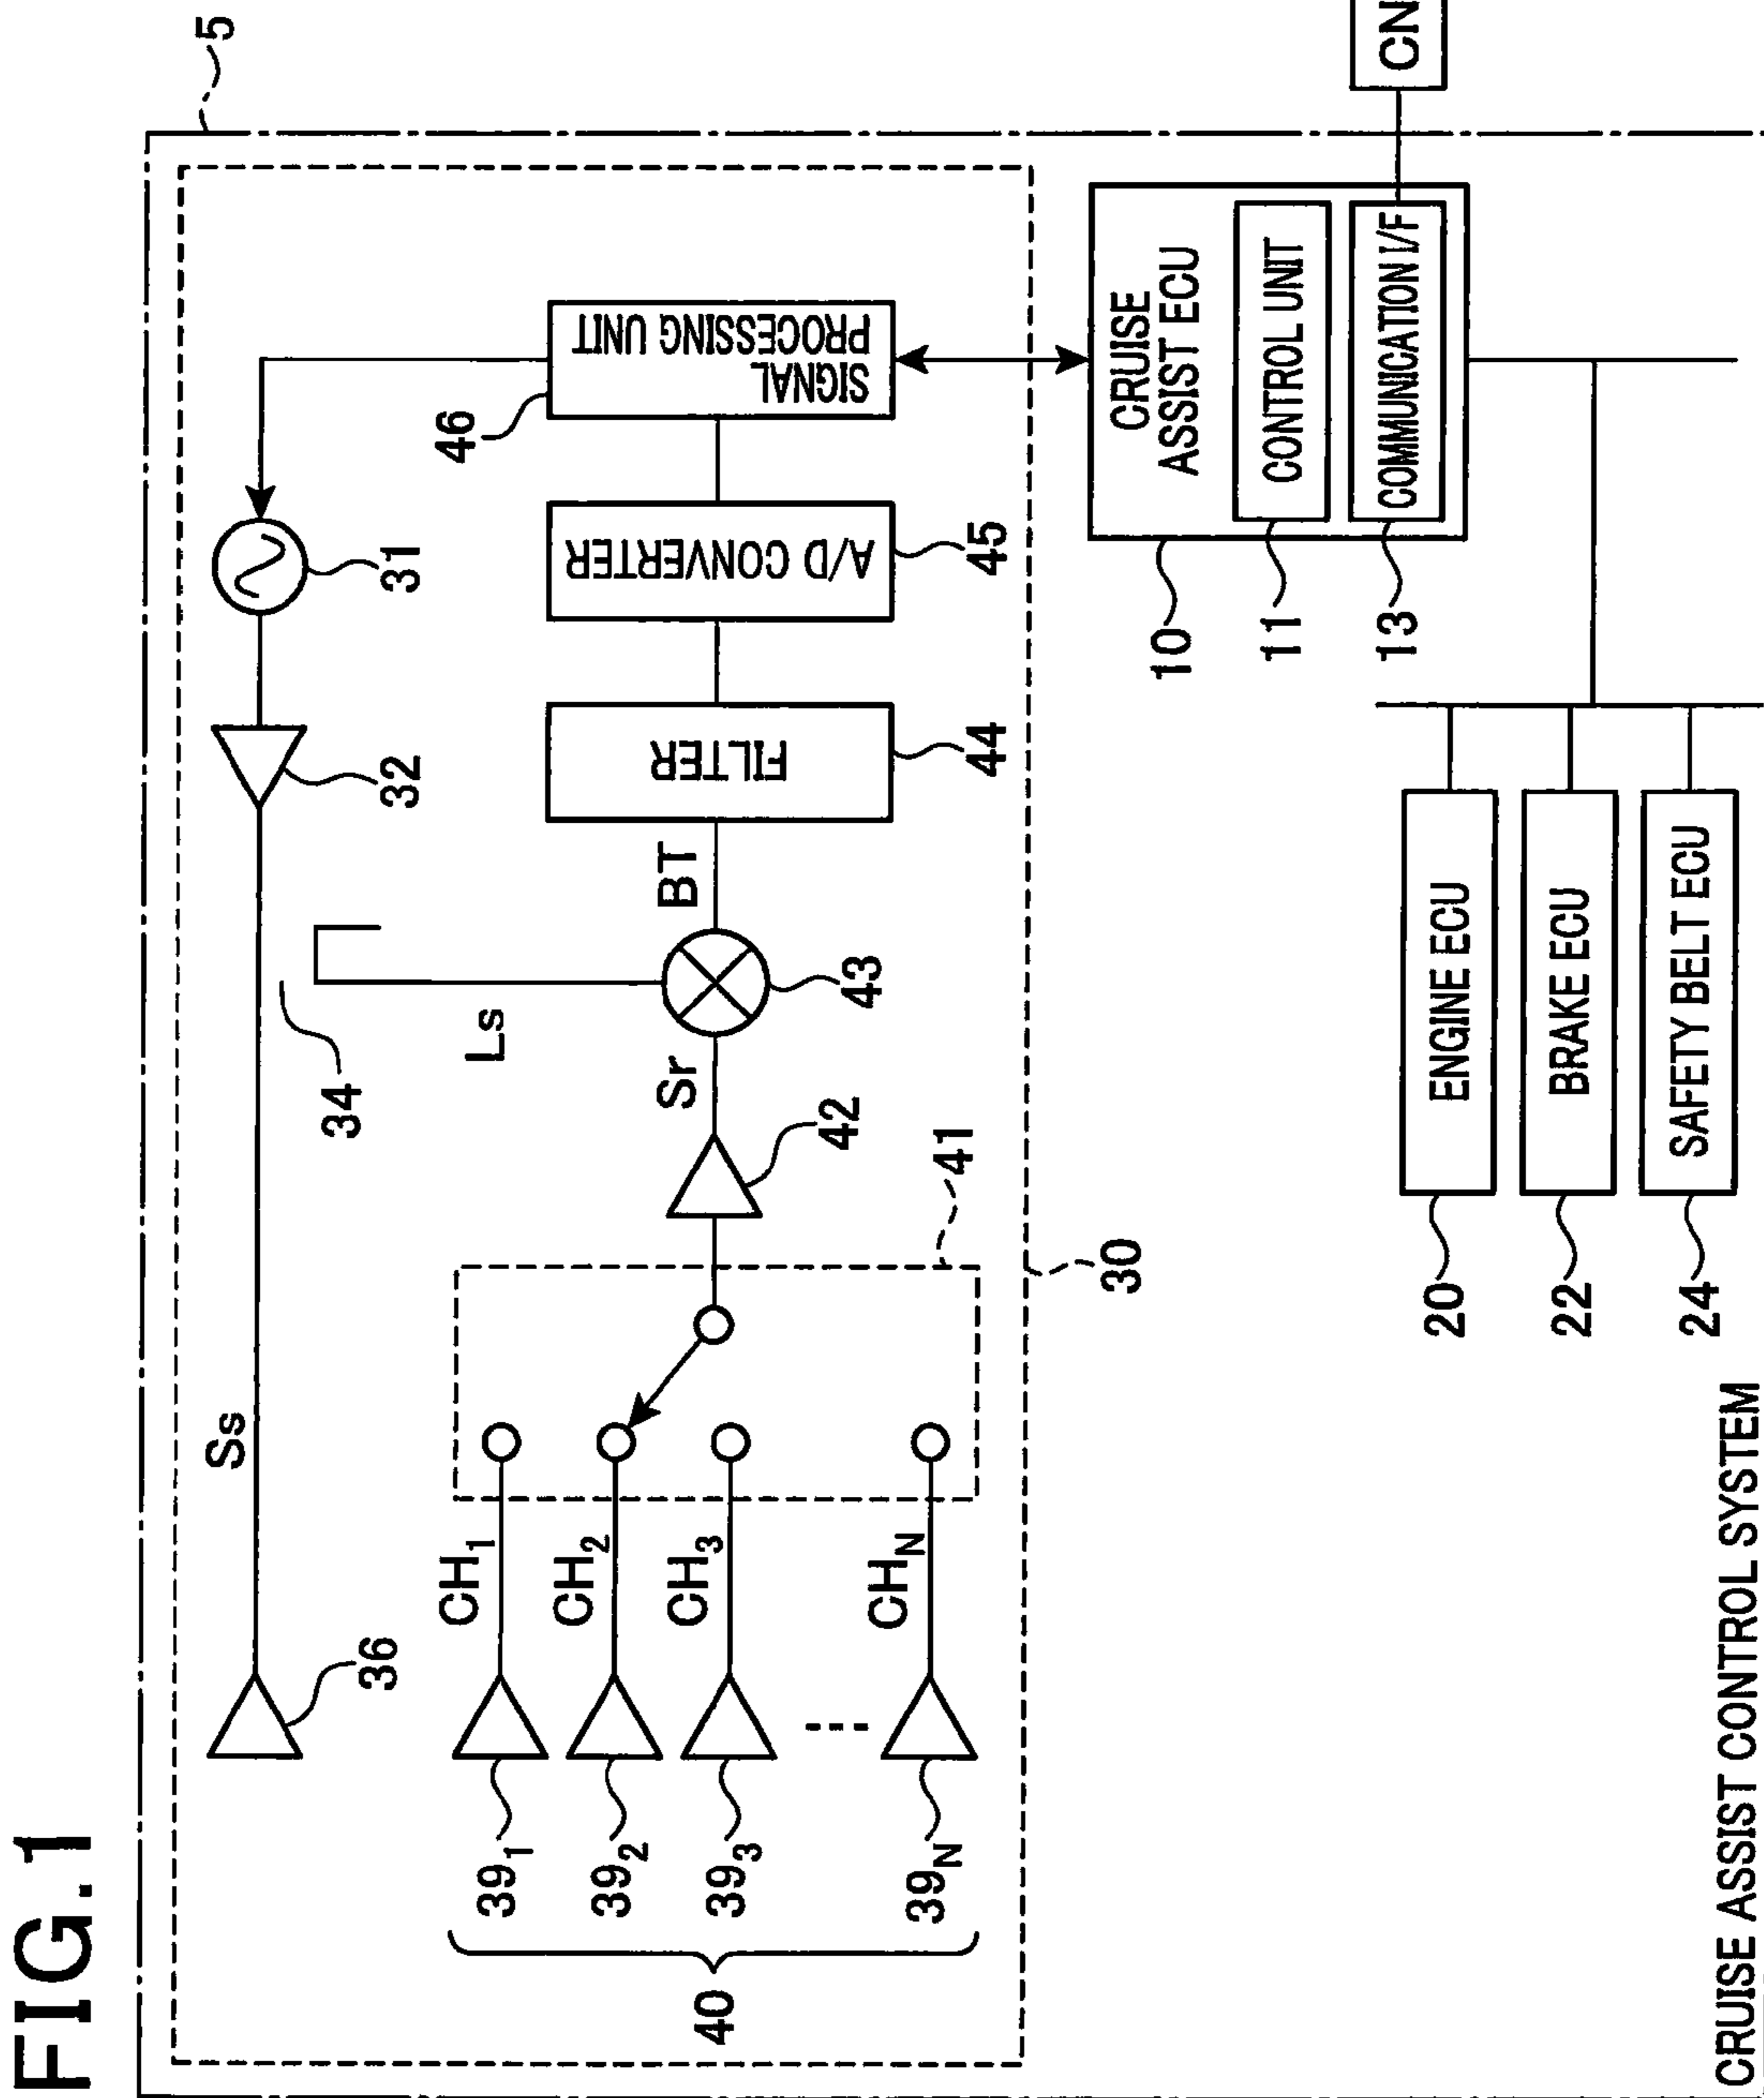 FIG.1
5
Ss
36
32
31
34
Ls
CH1
CH2
CH3
CHN
391
392
393
39N
40
41
42
Sr
43
BT
FILTER
44
A/D CONVERTER
45
SIGNAL
PROCESSING UNIT
46
30
CRUISE
ASSIST ECU
CONTROL UNIT
COMMUNICATION I/F
10
11
13
CN
ENGINE ECU
BRAKE ECU
SAFETY BELT ECU
20
22
24
CRUISE ASSIST CONTROL SYSTEM